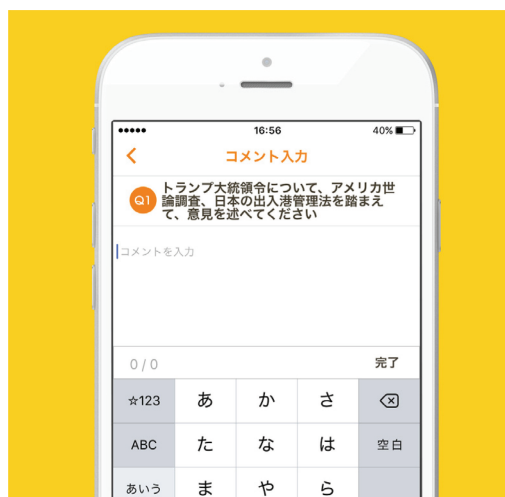 16:56
40%
コメント入力
Q1
トランプ大統領令について、アメリカ世
論調査、日本の出入港管理法を踏まえ
て、意見を述べてください
コメントを入力
0 / 0
完了
☆123
あ
か
さ
ABC
た
な
は
空白
あいう
ま
や
ら